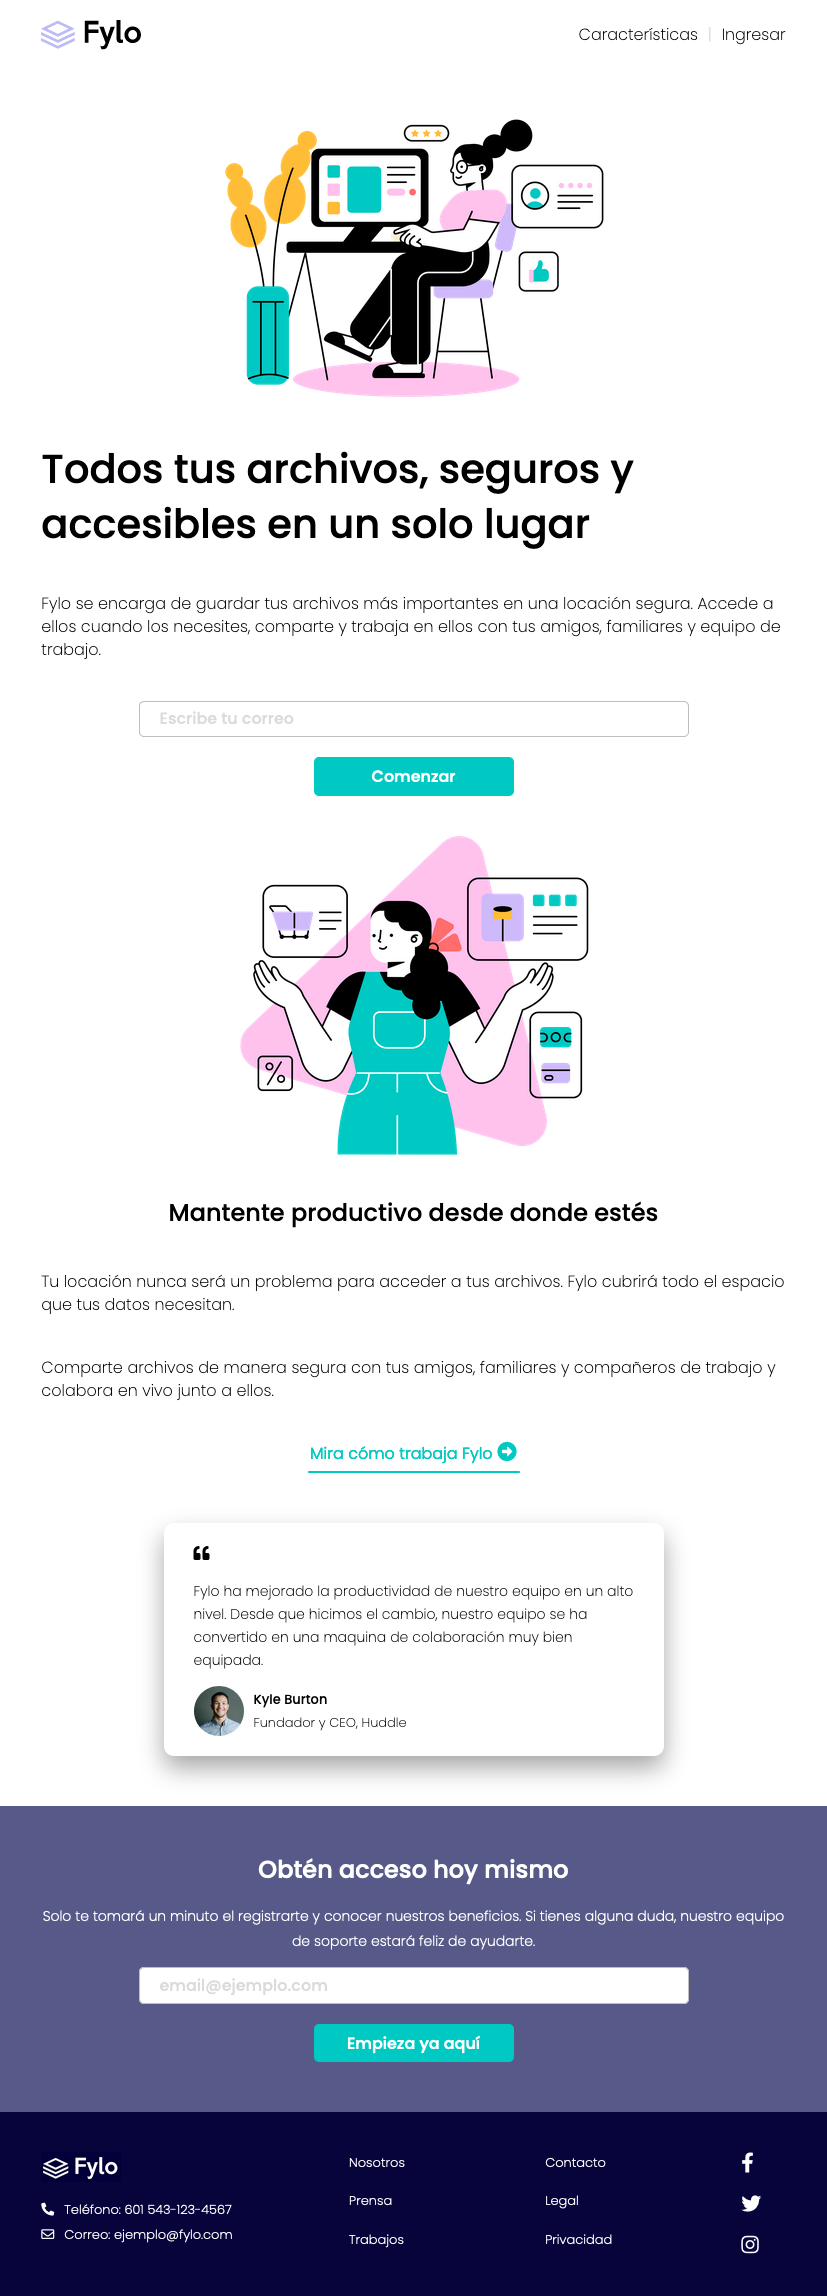 Fylo
Características | Ingresar
Todos tus archivos, seguros y
accesibles en un solo lugar
Fylo se encarga de guardar tus archivos más importantes en una locación segura. Accede a
ellos cuando los necesites, comparte y trabaja en ellos con tus amigos, familiares y equipo de
trabajo.
Escribe tu correo
Comenzar
%
Mantente productivo desde donde estés
Tu locación nunca será un problema para acceder a tus archivos. Fylo cubrirá todo el espacio
que tus datos necesitan.
Comparte archivos de manera segura con tus amigos, familiares y compañeros de trabajo y
colabora en vivo junto a ellos.
Mira cómo trabaja Fylo
“
Fylo ha mejorado la productividad de nuestro equipo en un alto
nivel. Desde que hicimos el cambio, nuestro equipo se ha
convertido en una maquina de colaboración muy bien
equipada.
Kyle Burton
Fundador y CEO, Huddle
Obtén acceso hoy mismo
Solo te tomará un minuto el registrarte y conocer nuestros beneficios. Si tienes alguna duda, nuestro equipo
de soporte estará feliz de ayudarte.
email@ejemplo.com
Empieza ya aquí
Fylo
Teléfono: 601 543-123-4567
Correo: ejemplo@fylo.com
Nosotros
Prensa
Trabajos
Contacto
Legal
Privacidad